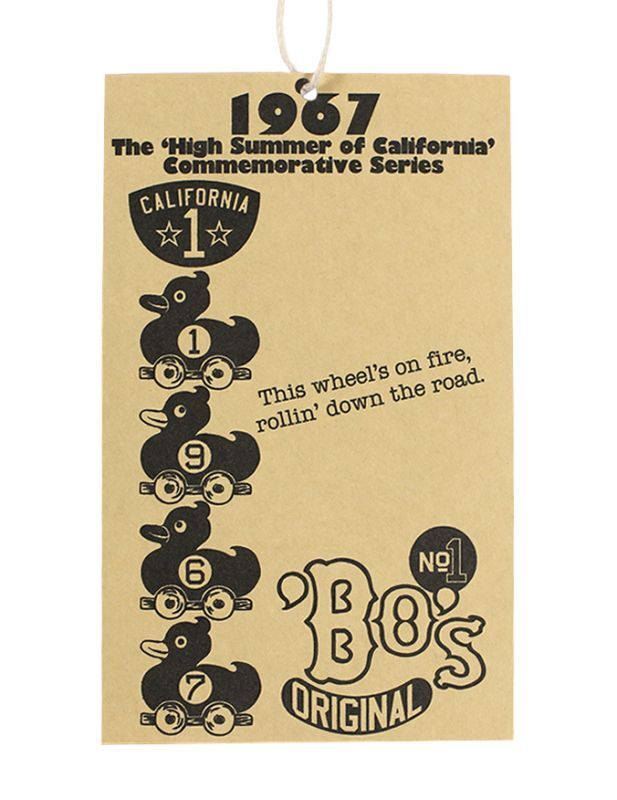 1967
The 'High Summer of California'
Commemorative Series
CALIFORNIA
1
1
9
6
7
This wheel's on fire,
rollin' down the road.
No1
'Bo's
ORIGINAL